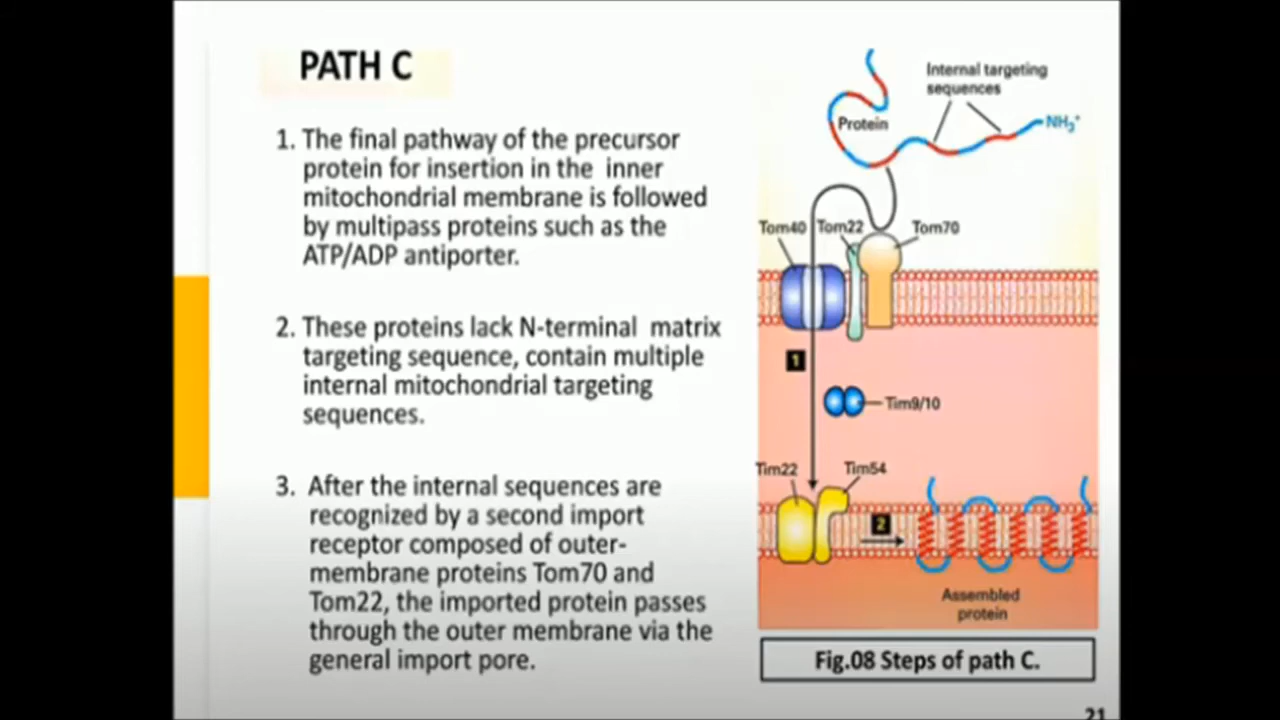 PATH C
1. The final pathway of the precursor
protein for insertion in the inner
mitochondrial membrane is followed
by multipass proteins such as the
ATP/ADP antiporter.
2. These proteins lack N-terminal matrix
targeting sequence, contain multiple
internal mitochondrial targeting
sequences.
3. After the internal sequences are
recognized by a second import
receptor composed of outer-
membrane proteins Tom70 and
Tom22, the imported protein passes
through the outer membrane via the
general import pore.
Internal targeting
sequences
Protein
NH₃⁺
Tom40
Tom22
Tom70
1
Tim9/10
Tim22
Tim54
2
Assembled
protein
Fig.08 Steps of path C.
21